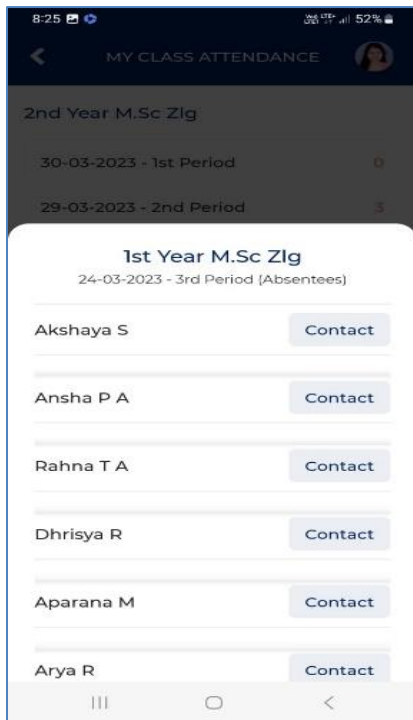 8:25 52%
MY CLASS ATTENDANCE
2nd Year M.Sc Zlg
30-03-2023 - 1st Period 0
29-03-2023 - 2nd Period 3
1st Year M.Sc Zlg
24-03-2023 - 3rd Period (Absentees)
Akshaya S Contact
Ansha P A Contact
Rahna T A Contact
Dhrisya R Contact
Aparana M Contact
Arya R Contact